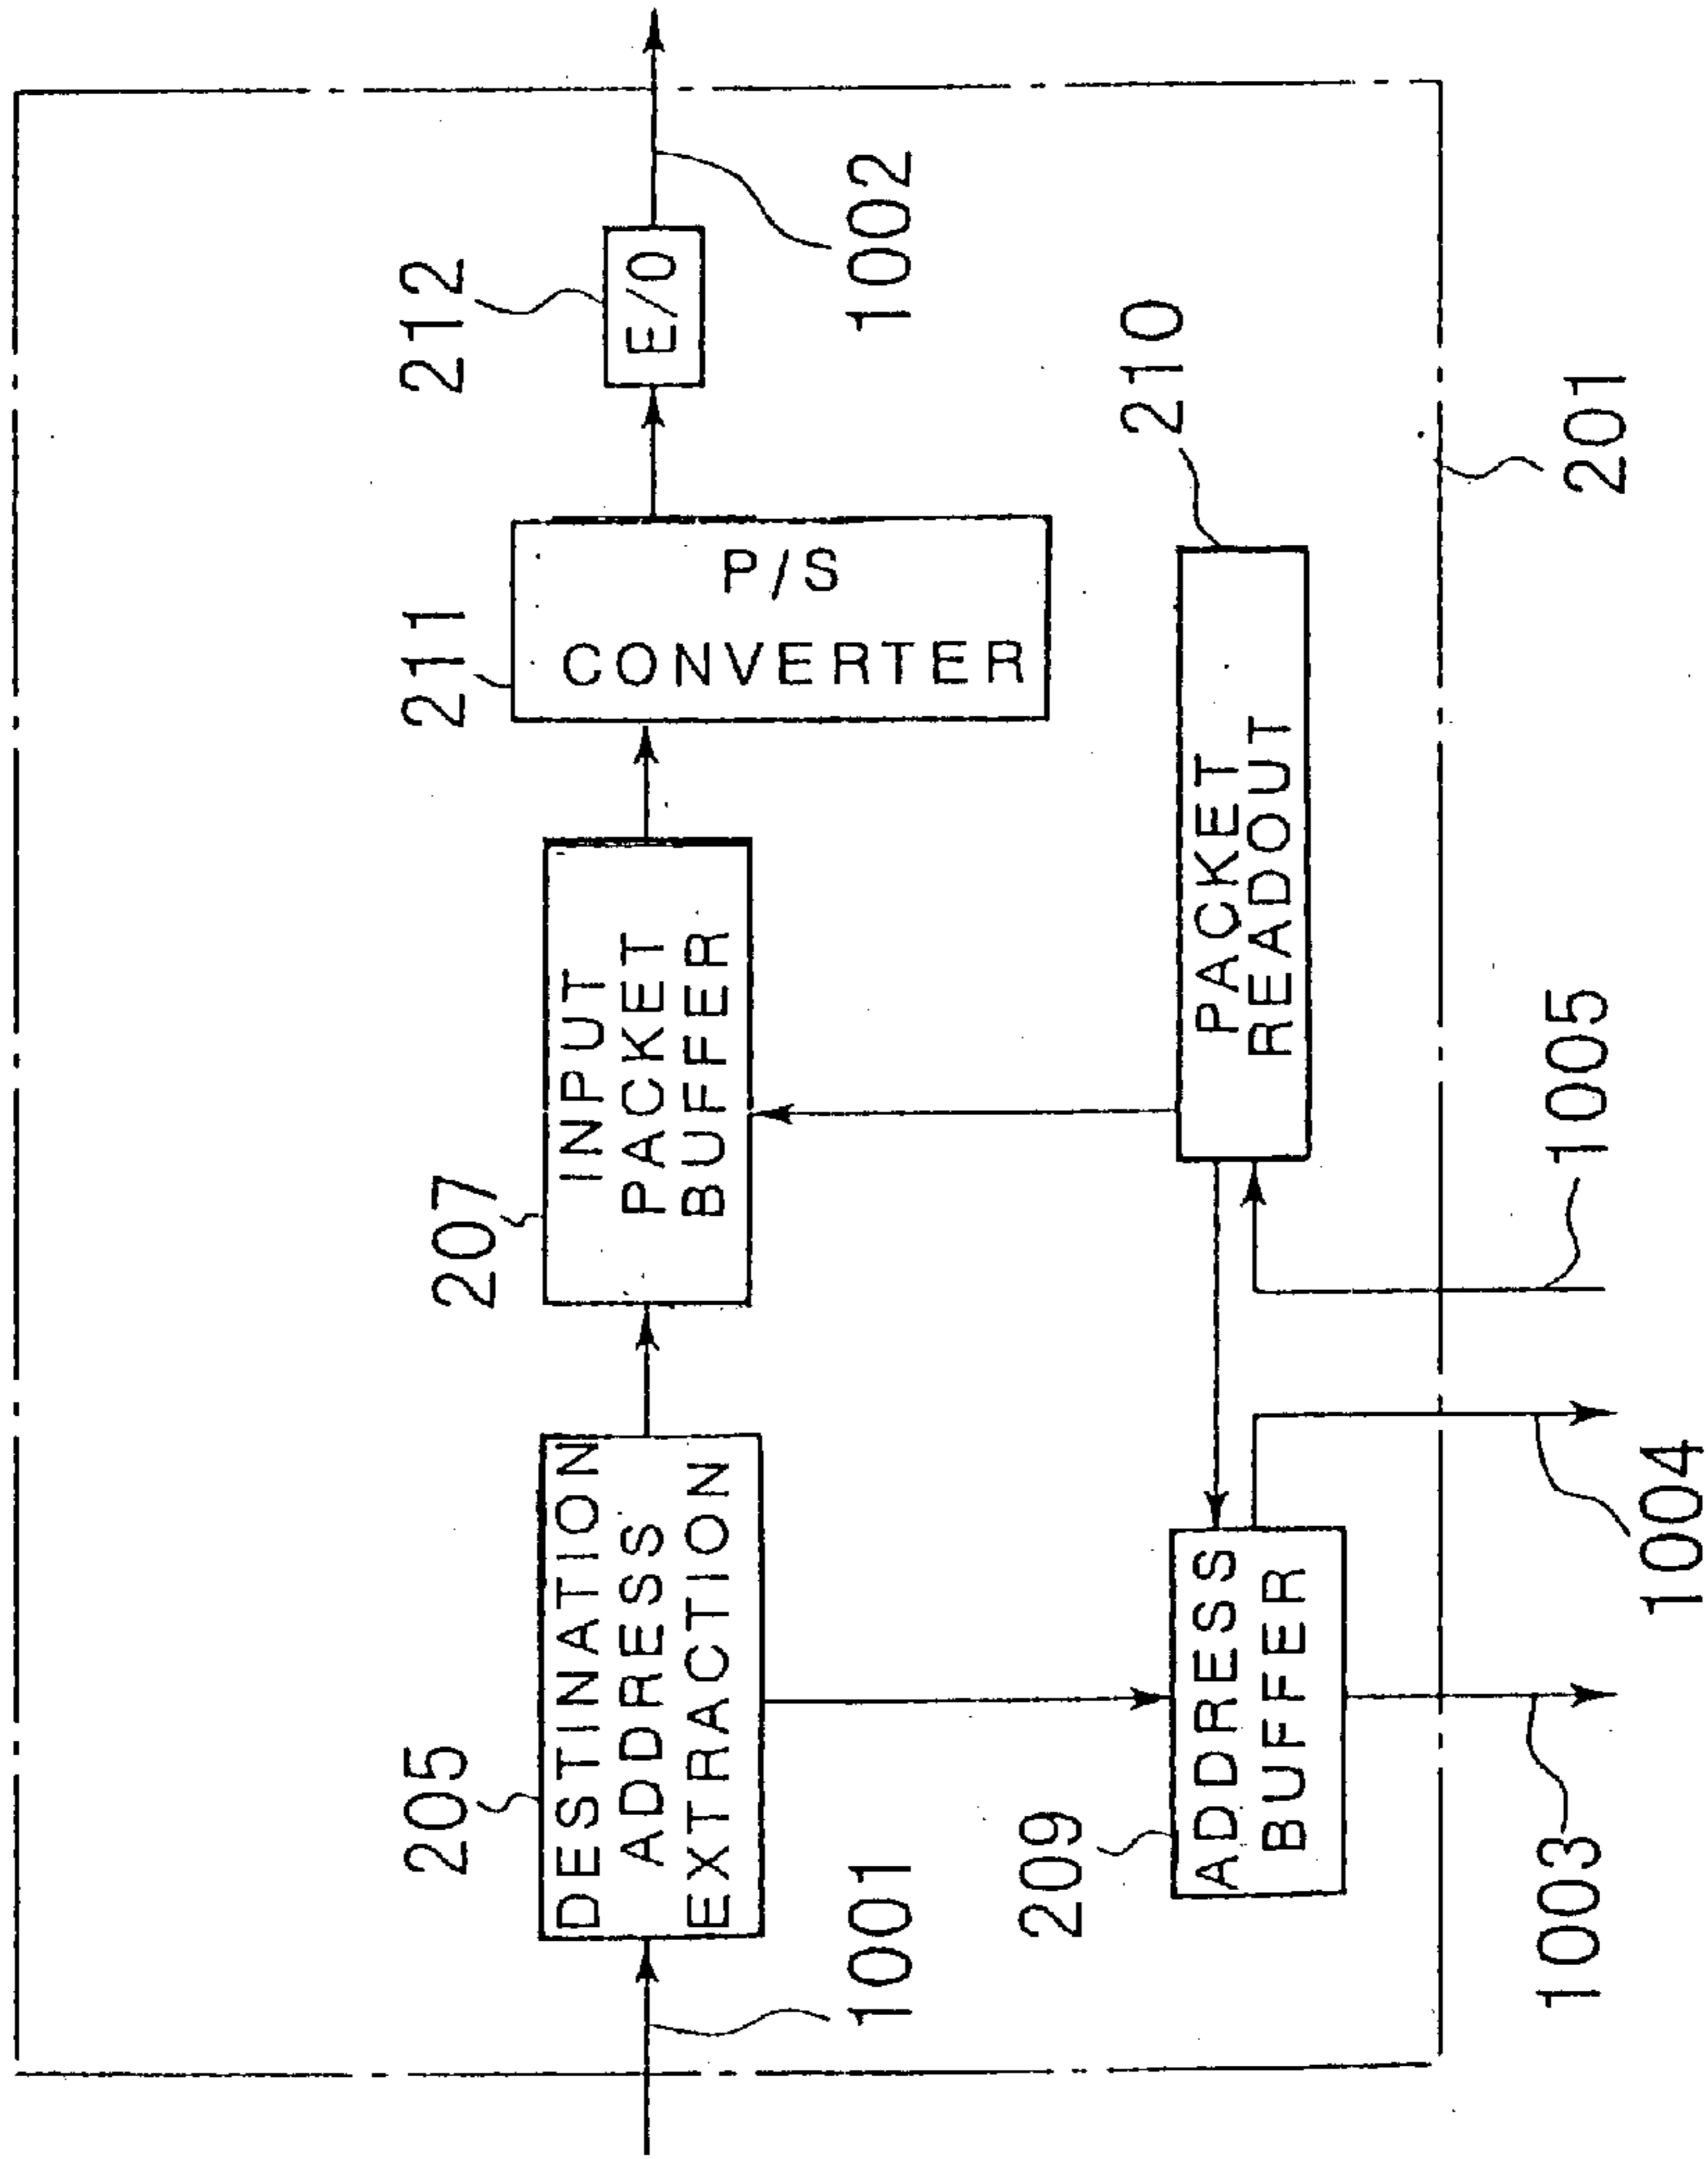 205
DESTINATION
ADDRESS
EXTRACTION
207
INPUT
PACKET
BUFFER
211
P/S
CONVERTER
212
E/O
1001
1002
209
ADDRESS
BUFFER
PACKET
READOUT
210
1003
1004
1005
201